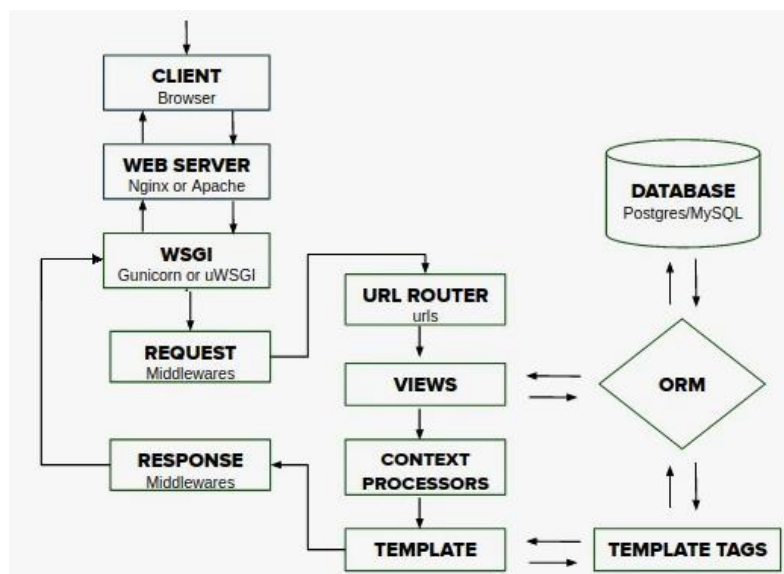 CLIENT
Browser
WEB SERVER
Nginx or Apache
WSGI
Gunicorn or uWSGI
REQUEST
Middlewares
RESPONSE
Middlewares
URL ROUTER
urls
VIEWS
CONTEXT
PROCESSORS
TEMPLATE
DATABASE
Postgres/MySQL
ORM
TEMPLATE TAGS